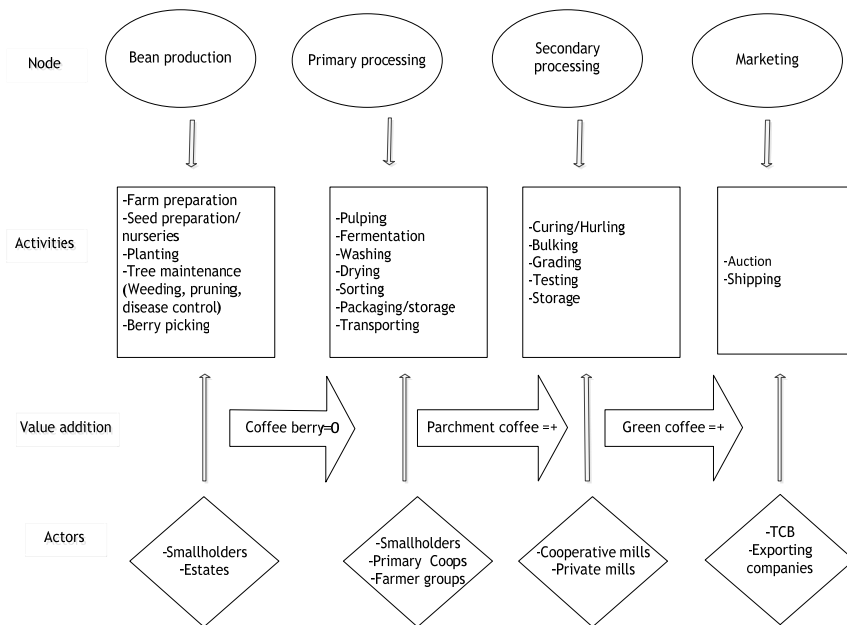 Node
Bean production
Primary processing
Secondary
processing
Marketing
Activities
-Farm preparation
-Seed preparation/
nurseries
-Planting
-Tree maintenance
(Weeding, pruning,
disease control)
-Berry picking
-Pulping
-Fermentation
-Washing
-Drying
-Sorting
-Packaging/storage
-Transporting
-Curing/Hurling
-Bulking
-Grading
-Testing
-Storage
-Auction
-Shipping
Value addition
Coffee berry=0
Parchment coffee =+
Green coffee =+
Actors
-Smallholders
-Estates
-Smallholders
-Primary Coops
-Farmer groups
-Cooperative mills
-Private mills
-TCB
-Exporting
companies